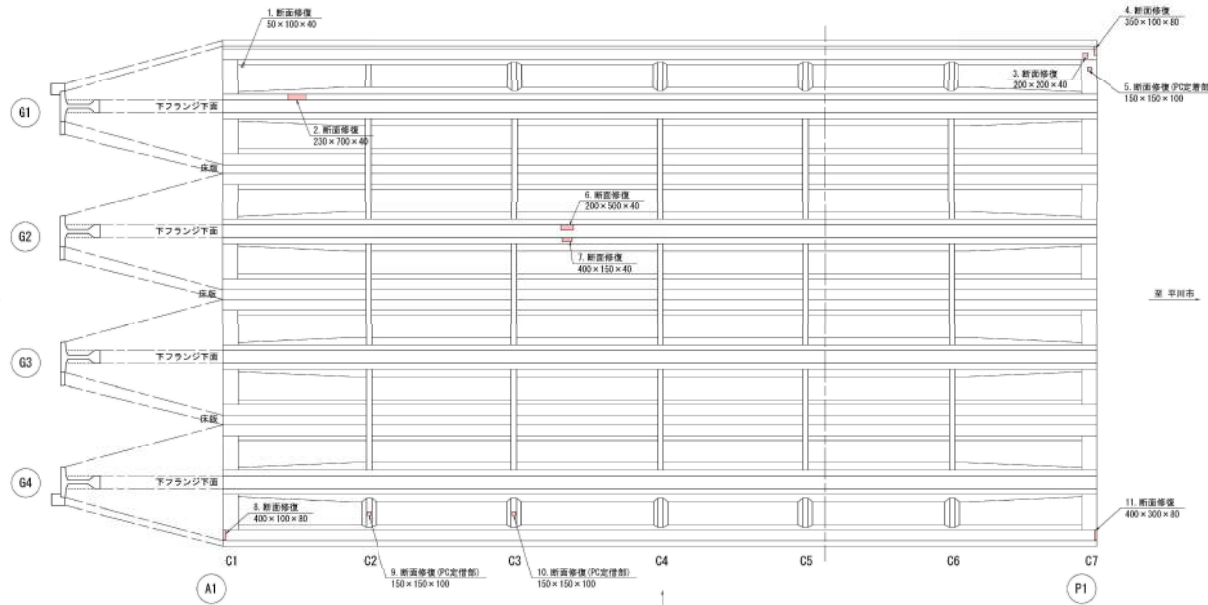 1. 断面修復
50×100×40
4. 断面修復
350×100×80
3. 断面修復
200×200×40
5. 断面修復(PC定着部
150×150×100
G1
下フランジ下面
2. 断面修復
230×700×40
床版
6. 断面修復
200×500×40
G2
下フランジ下面
7. 断面修復
400×150×40
床版
至 平川市
G3
下フランジ下面
床版
G4
下フランジ下面
8. 断面修復
400×100×80
11. 断面修復
400×300×80
C1
C2
C3
C4
C5
C6
C7
9. 断面修復(PC定借部)
150×150×100
10. 断面修復(PC定借部)
150×150×100
A1
P1